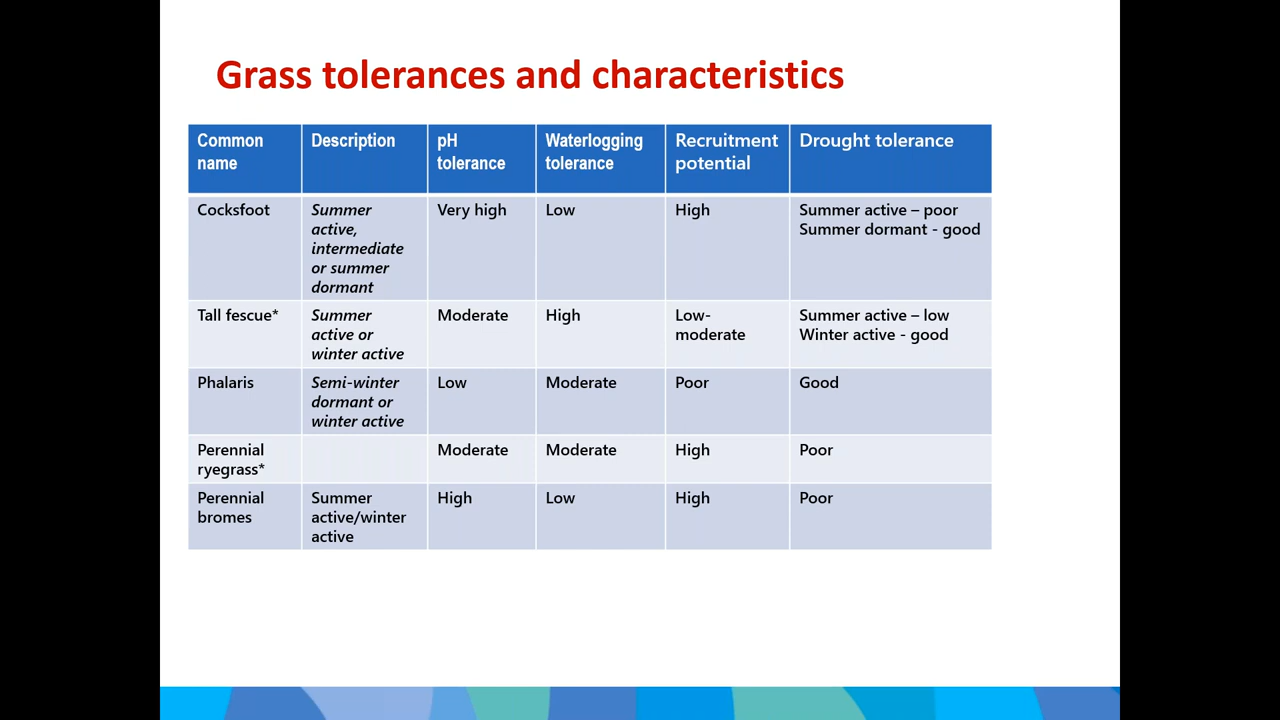 Grass tolerances and characteristics
Common name | Description | pH tolerance | Waterlogging tolerance | Recruitment potential | Drought tolerance
Cocksfoot | Summer active, intermediate or summer dormant | Very high | Low | High | Summer active – poor Summer dormant - good
Tall fescue* | Summer active or winter active | Moderate | High | Low-moderate | Summer active – low Winter active - good
Phalaris | Semi-winter dormant or winter active | Low | Moderate | Poor | Good
Perennial ryegrass* | | Moderate | Moderate | High | Poor
Perennial bromes | Summer active/winter active | High | Low | High | Poor